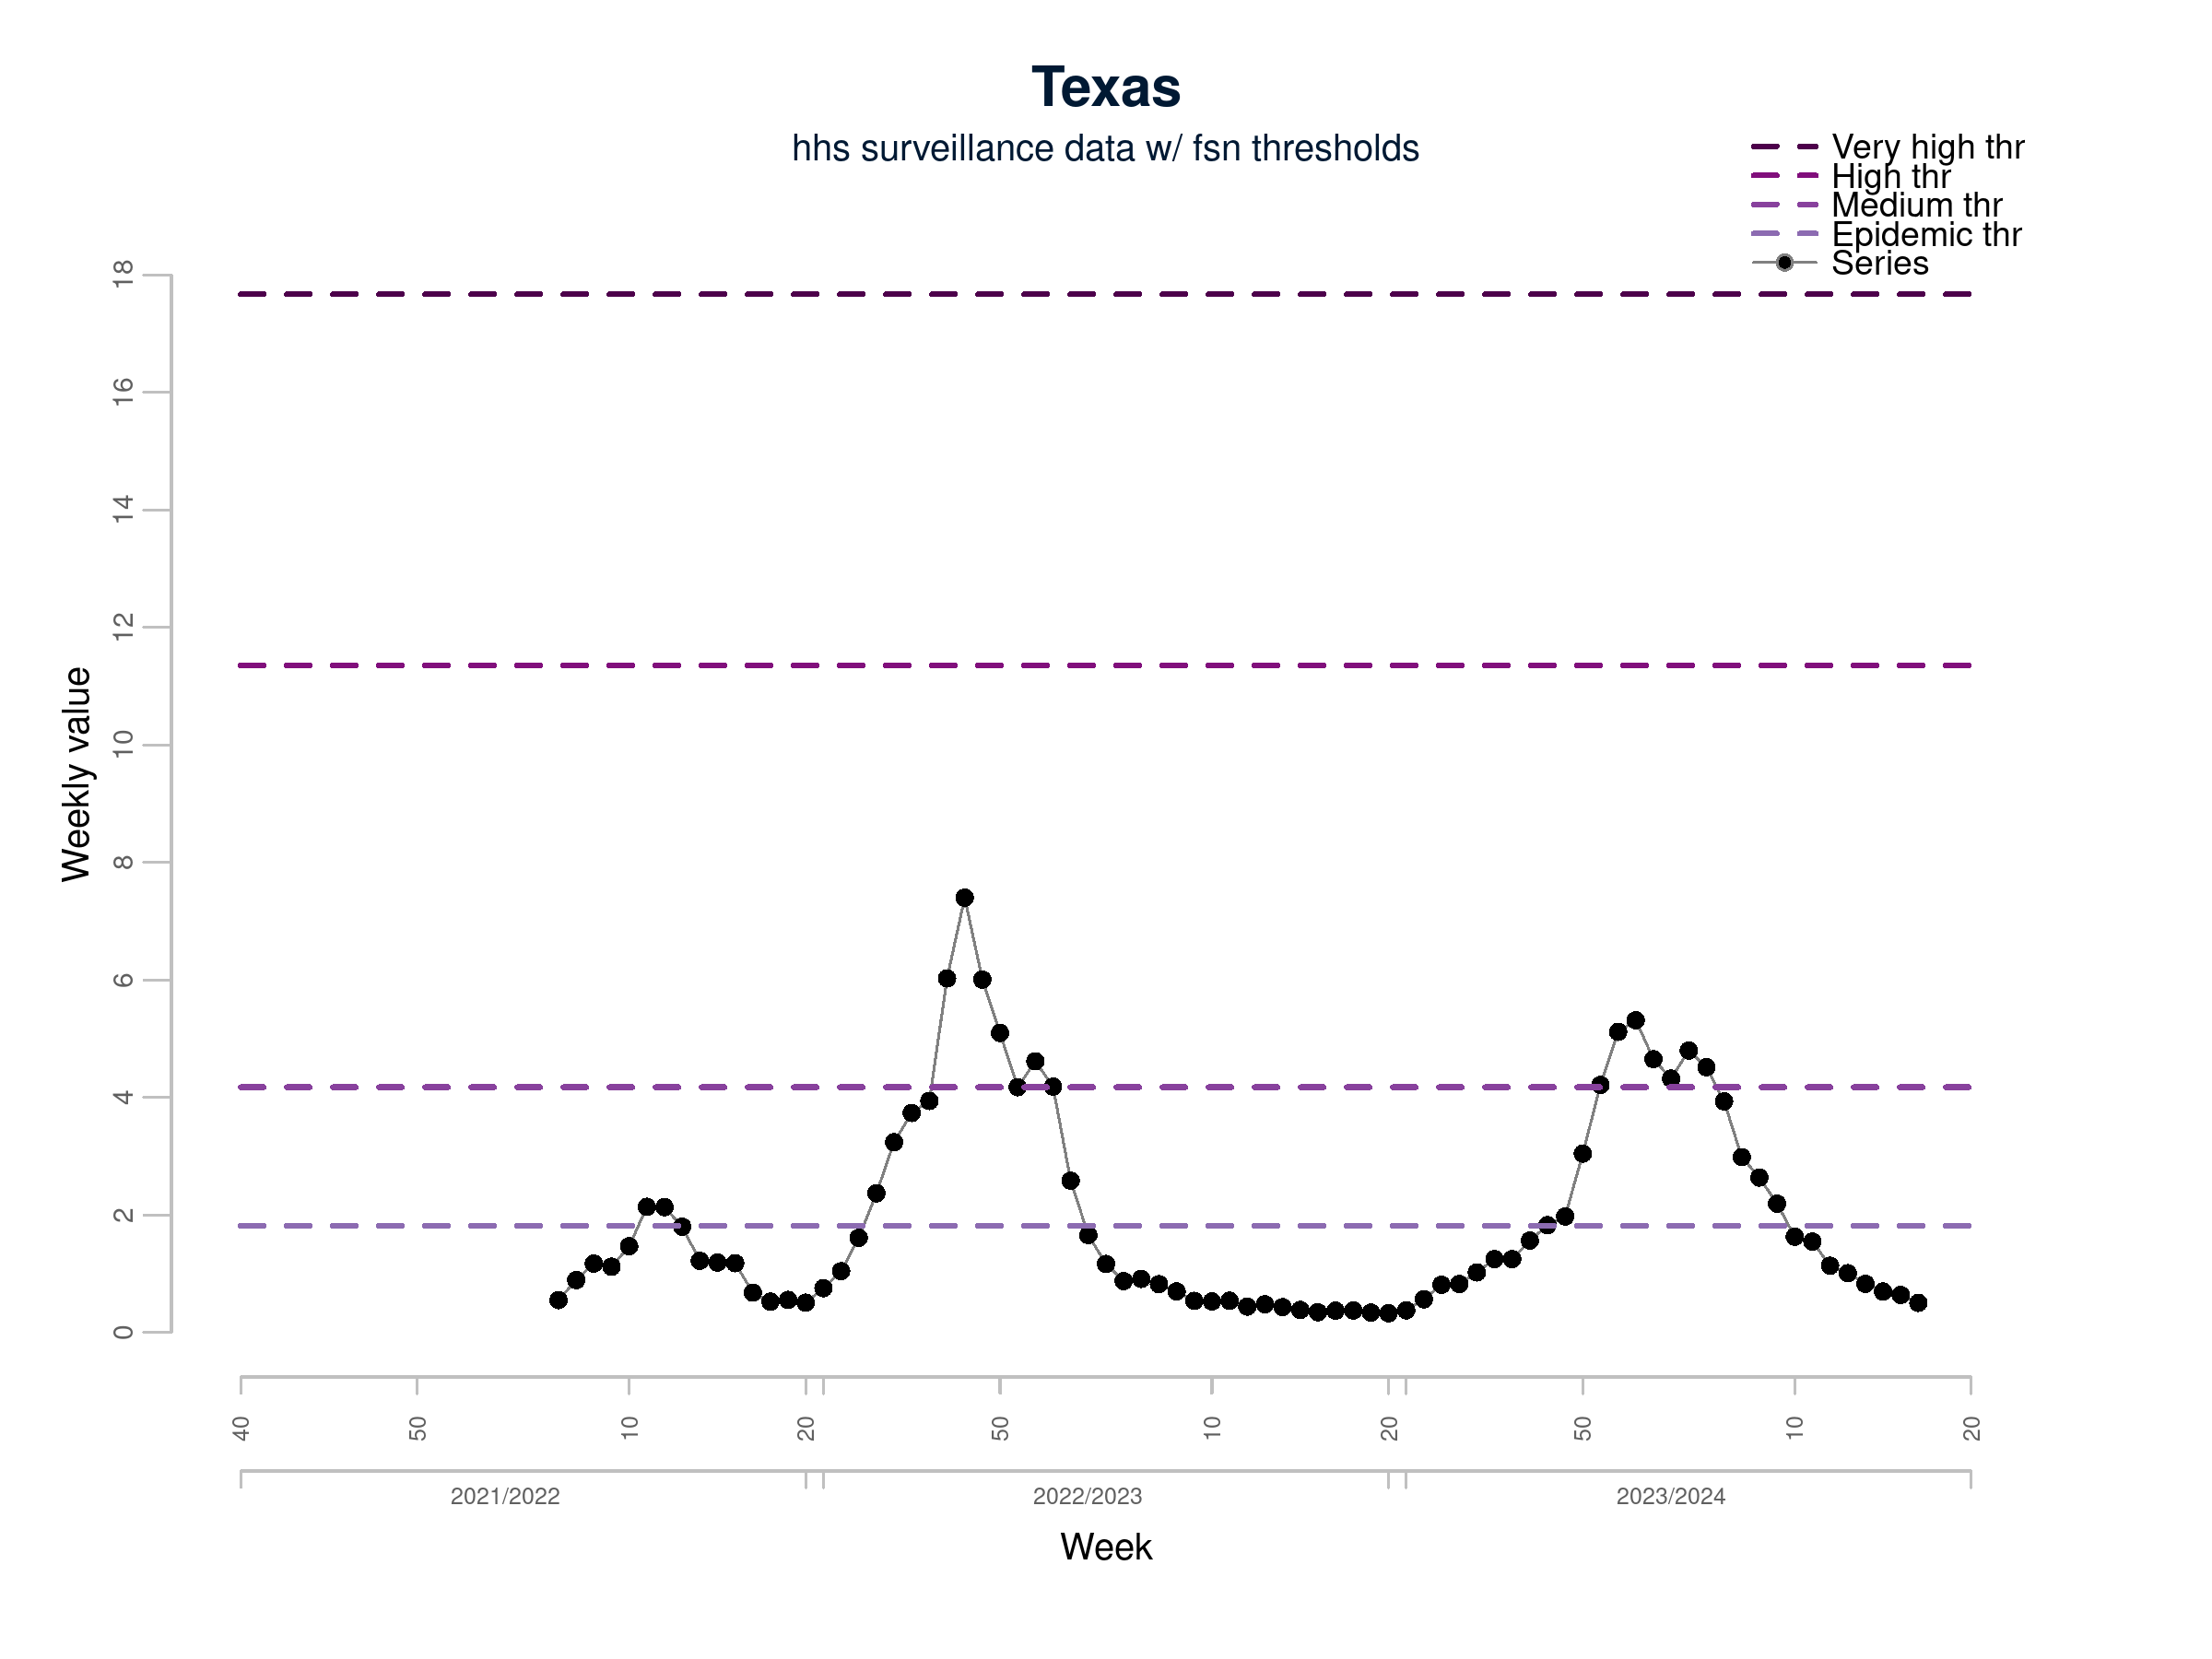 Texas
hhs surveillance data w/ fsn thresholds
Very high thr
High thr
Medium thr
Epidemic thr
Series
18
16
14
12
10
8
6
4
2
0
Weekly value
40 50 10 20 50 10 20 50 10 20
2021/2022 2022/2023 2023/2024
Week